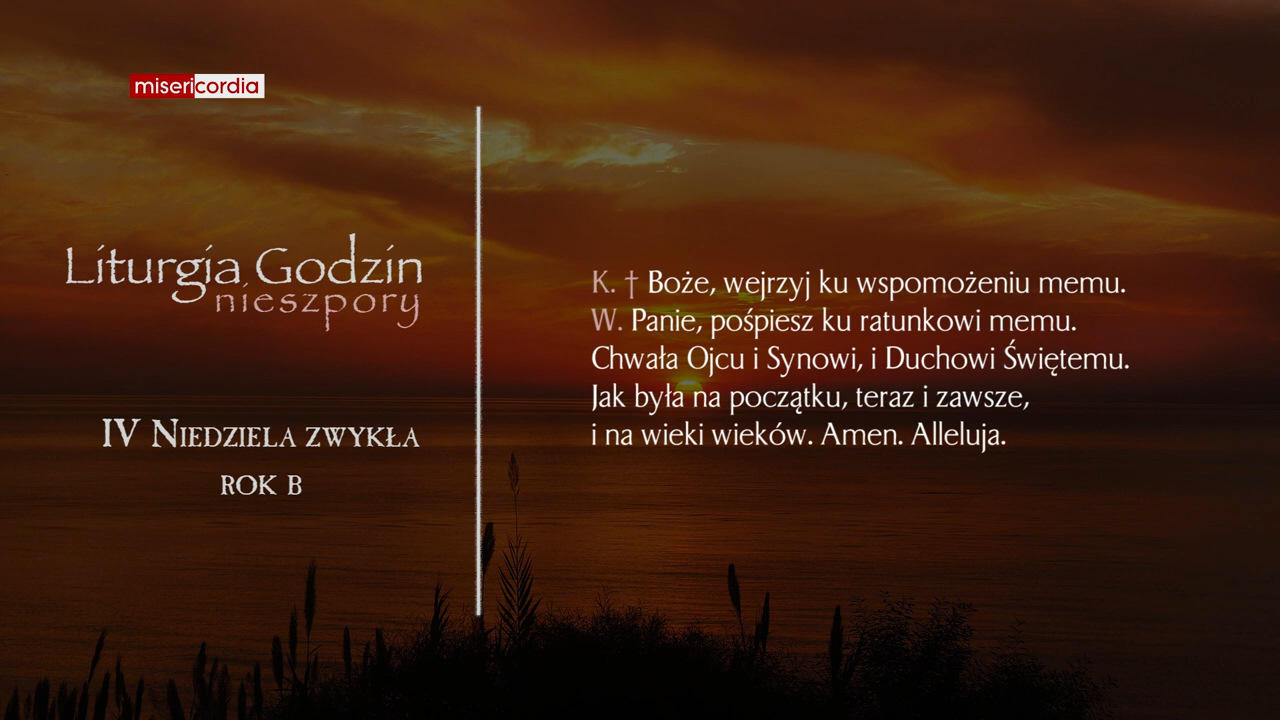 misericordia
Liturgia Godzin
nieszpory
IV Niedziela zwykła
rok B
K. † Boże, wejrzyj ku wspomożeniu memu.
W. Panie, pośpiesz ku ratunkowi memu.
Chwała Ojcu i Synowi, i Duchowi Świętemu.
Jak była na początku, teraz i zawsze,
i na wieki wieków. Amen. Alleluja.